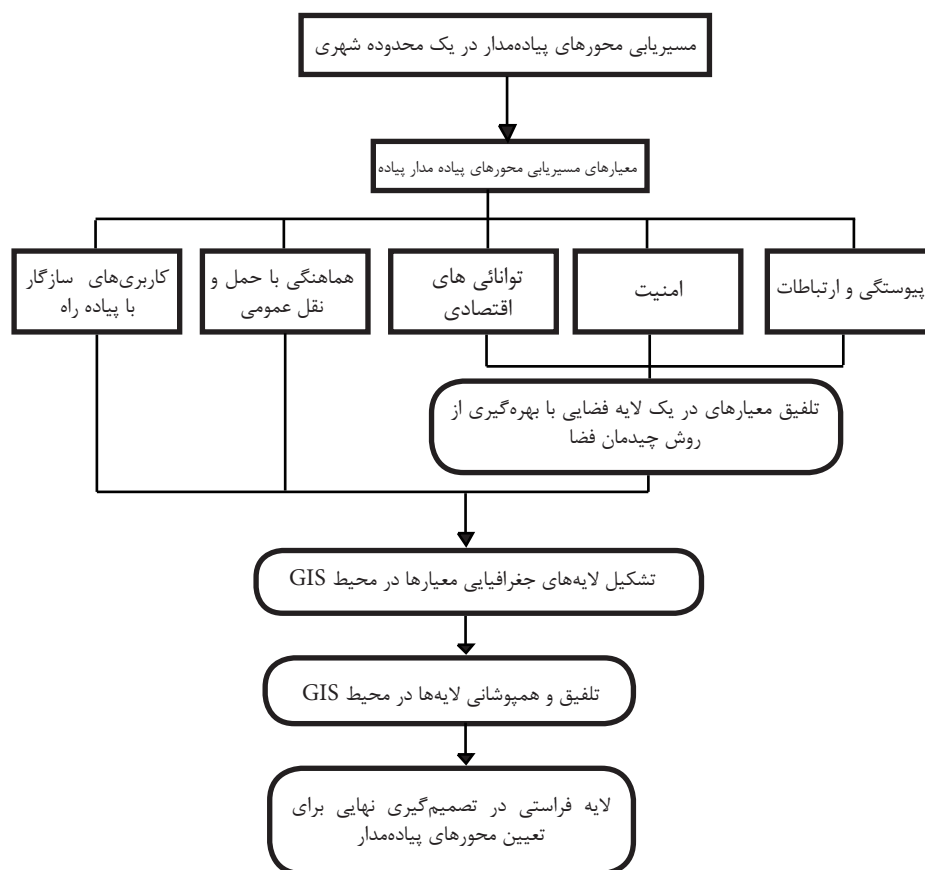 مسیریابی محورهای پیاده‌مدار در یک محدوده شهری
معیارهای مسیریابی محورهای پیاده مدار پیاده
پیوستگی و ارتباطات
امنیت
توانائی های
اقتصادی
هماهنگی با حمل و
نقل عمومی
کاربری‌های سازگار
با پیاده راه
تلفیق معیارهای در یک لایه فضایی با بهره‌گیری از
روش چیدمان فضا
تشکیل لایه‌های جغرافیایی معیارها در محیط GIS
تلفیق و همپوشانی لایه‌ها در محیط GIS
لایه فراستی در تصمیم‌گیری نهایی برای
تعیین محورهای پیاده‌مدار